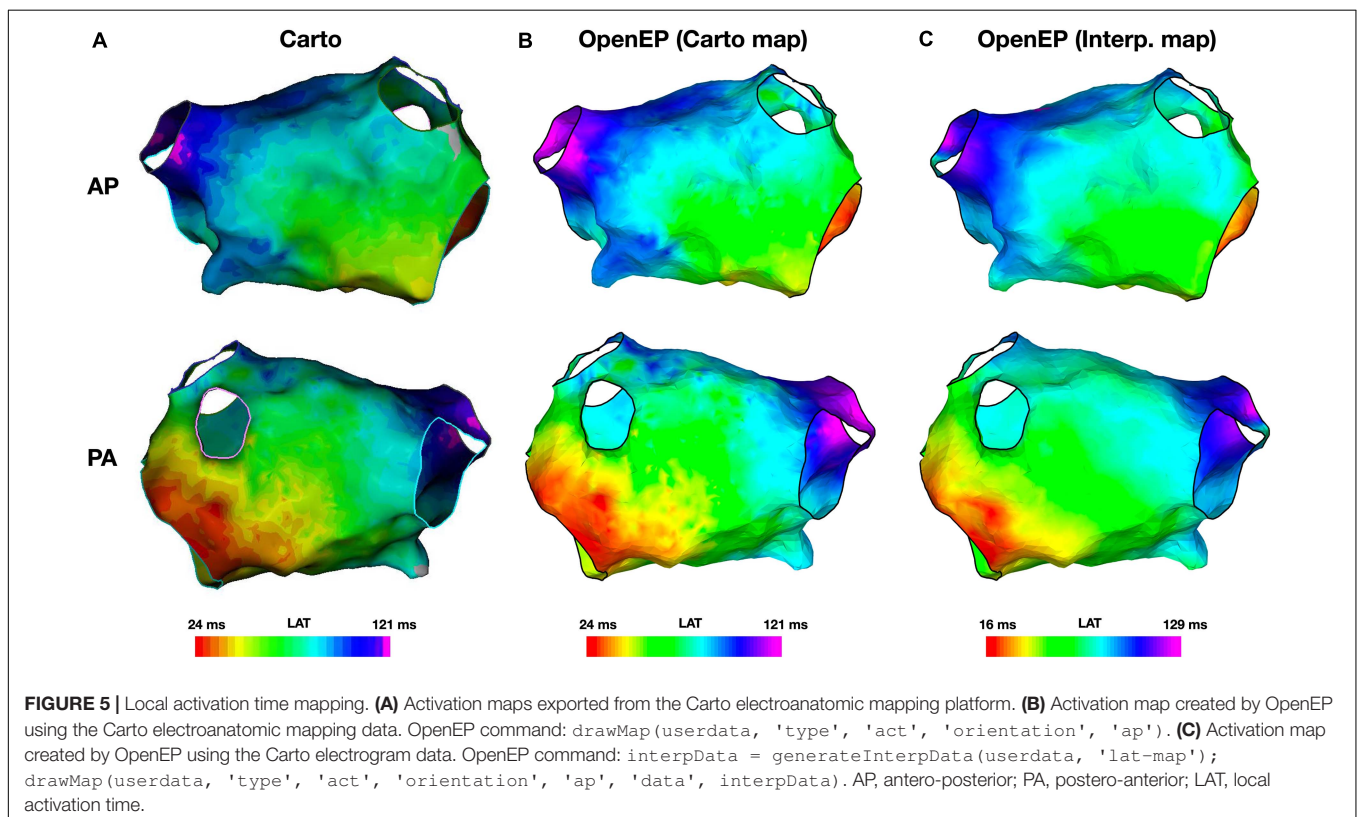 A Carto B OpenEP (Carto map) C OpenEP (Interp. map)
AP
PA
24 ms LAT 121 ms 24 ms LAT 121 ms 16 ms LAT 129 ms
FIGURE 5 | Local activation time mapping. (A) Activation maps exported from the Carto electroanatomic mapping platform. (B) Activation map created by OpenEP
using the Carto electroanatomic mapping data. OpenEP command: drawMap(userdata, 'type', 'act', 'orientation', 'ap'). (C) Activation map
created by OpenEP using the Carto electrogram data. OpenEP command: interpData = generateInterpData(userdata, 'lat-map');
drawMap(userdata, 'type', 'act', 'orientation', 'ap', 'data', interpData). AP, antero-posterior; PA, postero-anterior; LAT, local
activation time.